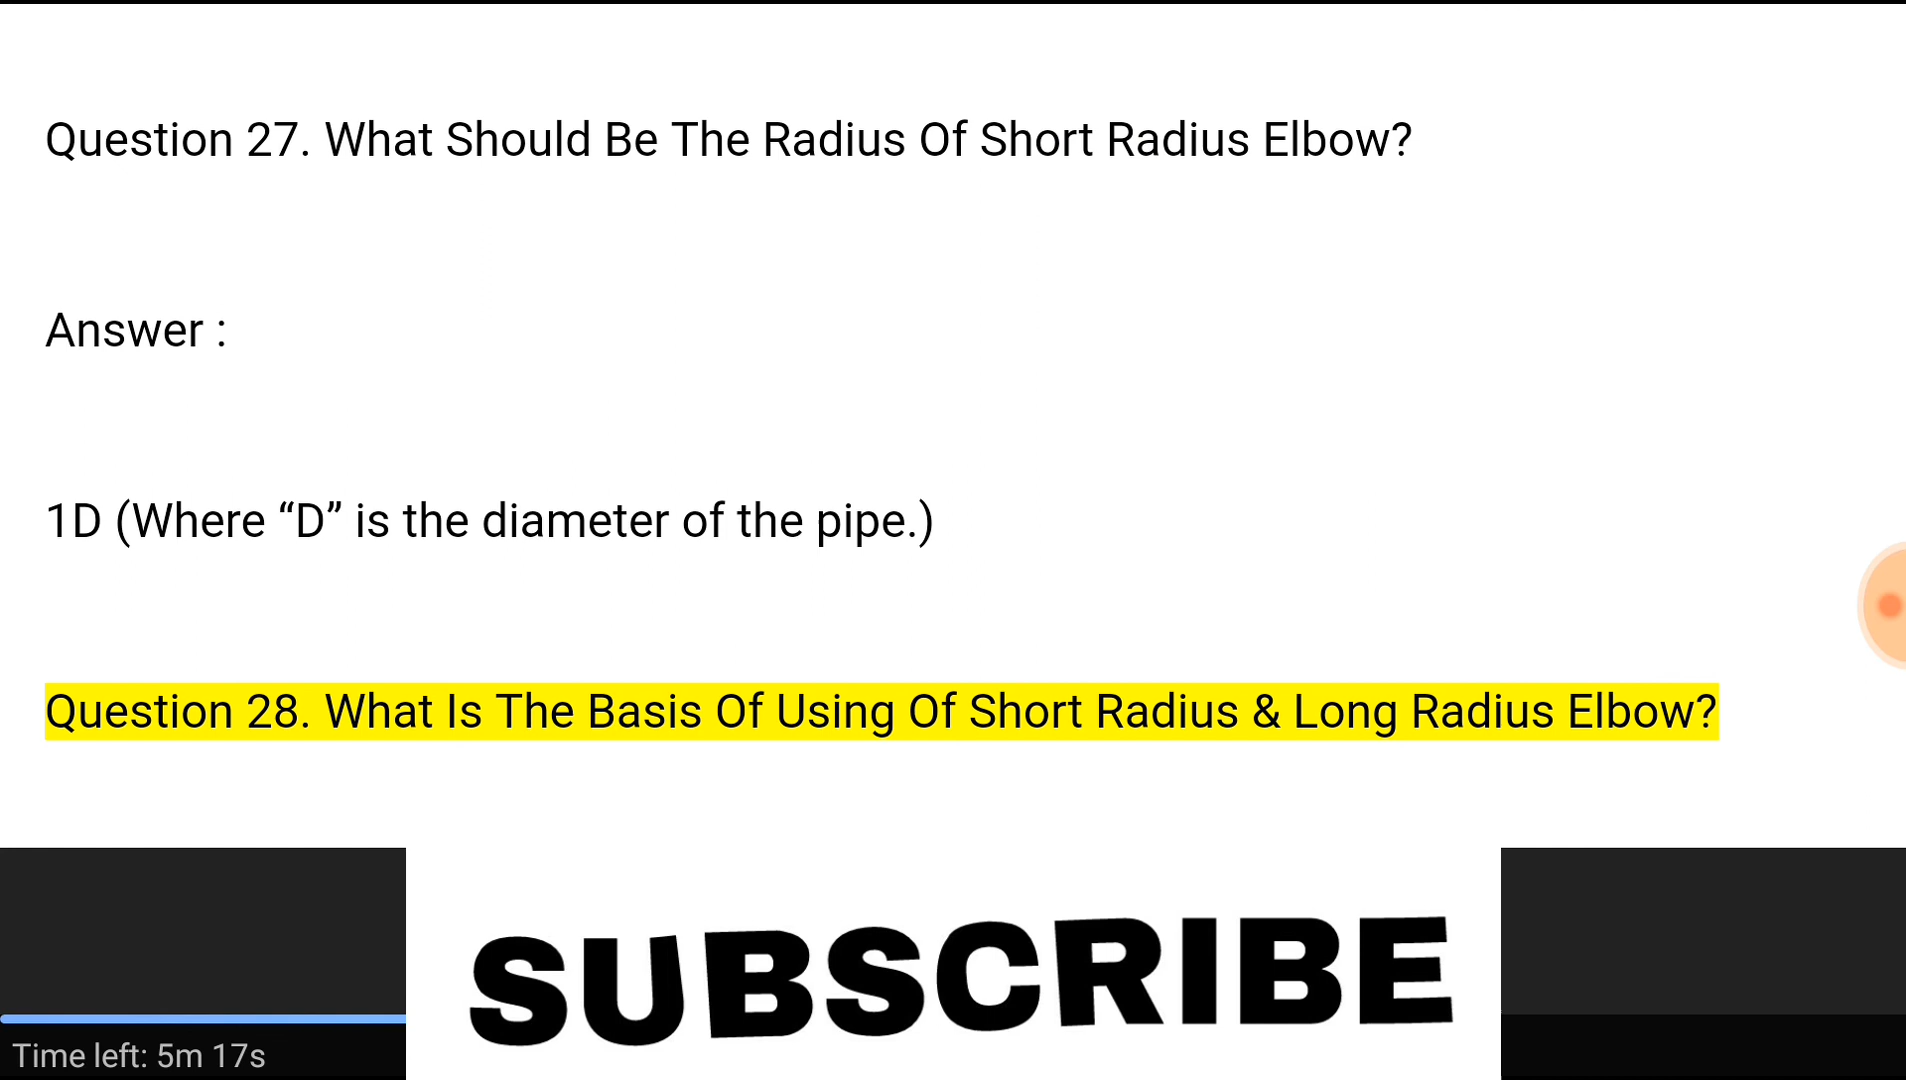 Question 27. What Should Be The Radius Of Short Radius Elbow?
Answer :
1D (Where “D” is the diameter of the pipe.)
Question 28. What Is The Basis Of Using Of Short Radius & Long Radius Elbow?
SUBSCRIBE
Time left: 5m 17s